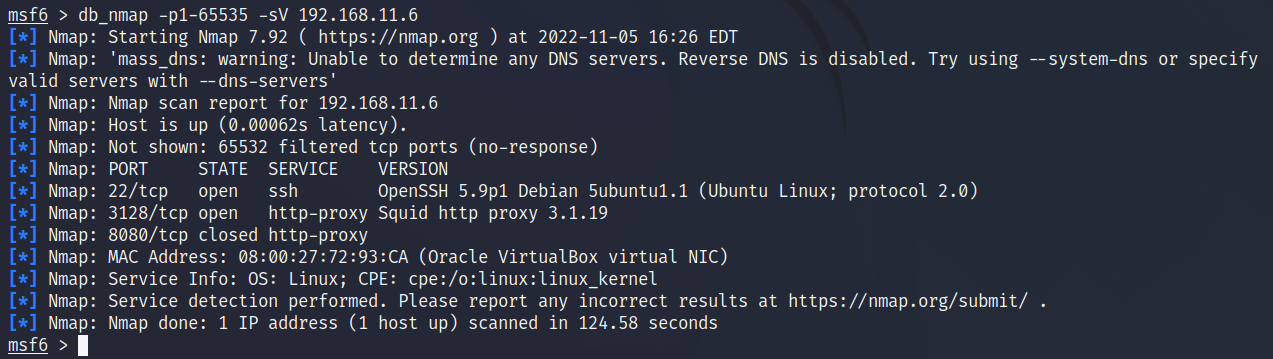 msf6 > db_nmap -p1-65535 -sV 192.168.11.6
[*] Nmap: Starting Nmap 7.92 ( https://nmap.org ) at 2022-11-05 16:26 EDT
[*] Nmap: 'mass_dns: warning: Unable to determine any DNS servers. Reverse DNS is disabled. Try using --system-dns or specify
valid servers with --dns-servers'
[*] Nmap: Nmap scan report for 192.168.11.6
[*] Nmap: Host is up (0.00062s latency).
[*] Nmap: Not shown: 65532 filtered tcp ports (no-response)
[*] Nmap: PORT     STATE  SERVICE    VERSION
[*] Nmap: 22/tcp   open   ssh        OpenSSH 5.9p1 Debian 5ubuntu1.1 (Ubuntu Linux; protocol 2.0)
[*] Nmap: 3128/tcp open   http-proxy Squid http proxy 3.1.19
[*] Nmap: 8080/tcp closed http-proxy
[*] Nmap: MAC Address: 08:00:27:72:93:CA (Oracle VirtualBox virtual NIC)
[*] Nmap: Service Info: OS: Linux; CPE: cpe:/o:linux:linux_kernel
[*] Nmap: Service detection performed. Please report any incorrect results at https://nmap.org/submit/ .
[*] Nmap: Nmap done: 1 IP address (1 host up) scanned in 124.58 seconds
msf6 >